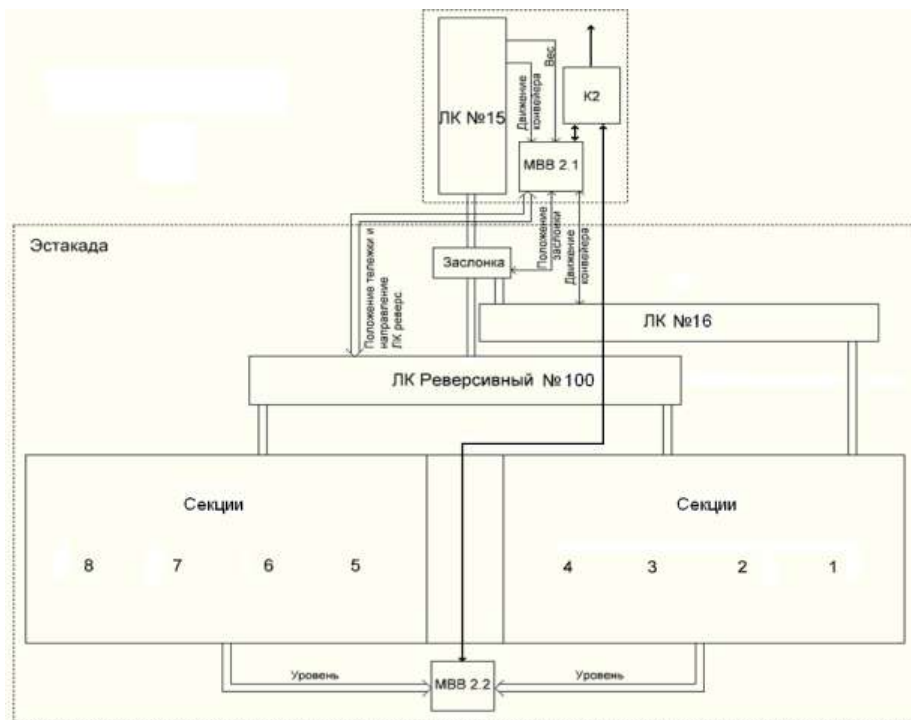 ЛК №15
Движение
конвейера
Вес
К2
МВВ 2.1
Эстакада
Положение тележки и
направление
ЛК реверс.
Заслонка
Положение
заслонки
Движение
конвейера
ЛК №16
ЛК Реверсивный №100
Секции
8 7 6 5
Секции
4 3 2 1
Уровень
МВВ 2.2
Уровень